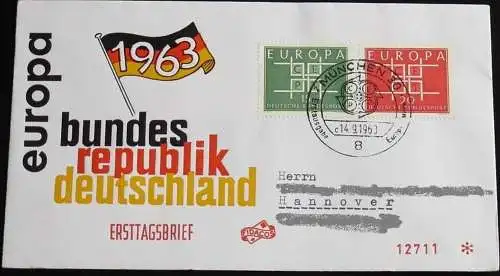 europa
1963
bundes
republik
deutschland
ERSTTAGSBRIEF
FIDACOS
EUROPA
DEUTSCHE BUNDESPOST
EUROPA
20
DEUTSCHE BUNDESPOST
MÜNCHEN
14.9.1963
8
Herrn
Hannover
12711 *